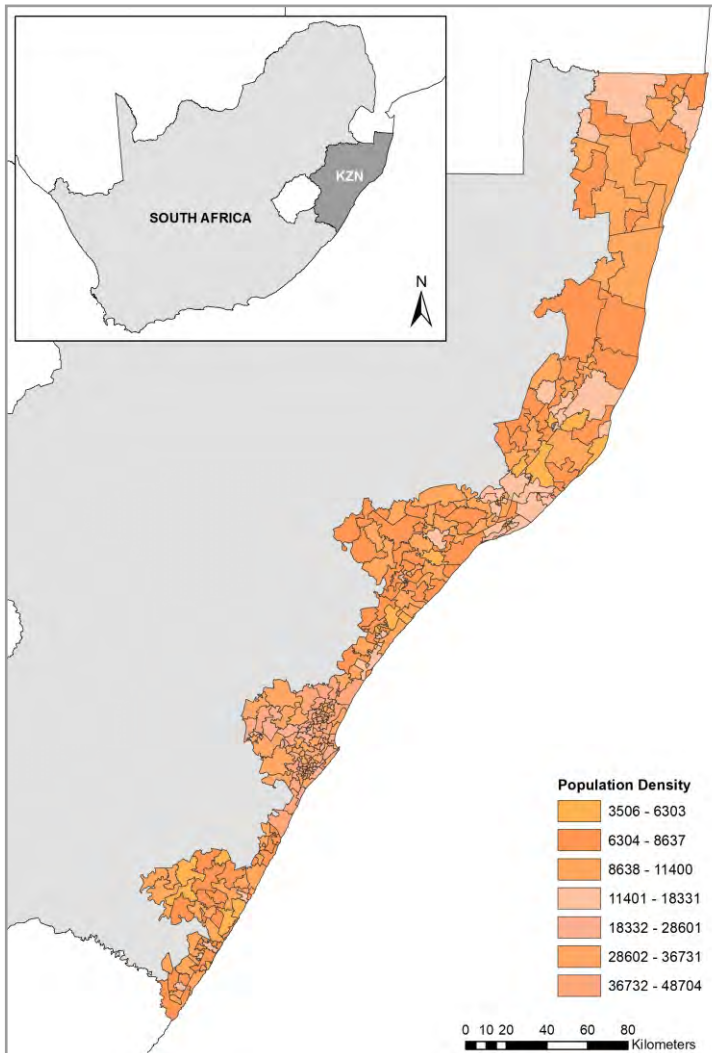 KZN
SOUTH AFRICA
N
Population Density
3506 - 6303
6304 - 8637
8638 - 11400
11401 - 18331
18332 - 28601
28602 - 36731
36732 - 48704
0 10 20 40 60 80
Kilometers